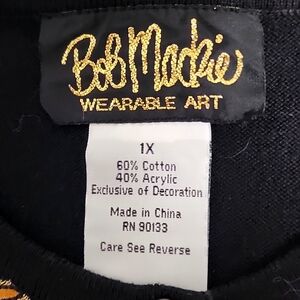 Bob Mackie
WEARABLE ART
1X
60% Cotton
40% Acrylic
Exclusive of Decoration
Made in China
RN 90133
Care See Reverse